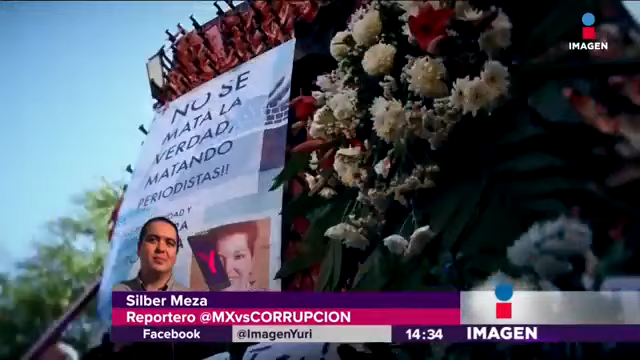 IMAGEN
NO SE
MATA LA
VERDAD,
MATANDO
PERIODISTAS!!
Silber Meza
Reportero @MXvsCORRUPCION
Facebook @ImagenYuri 14:34 IMAGEN